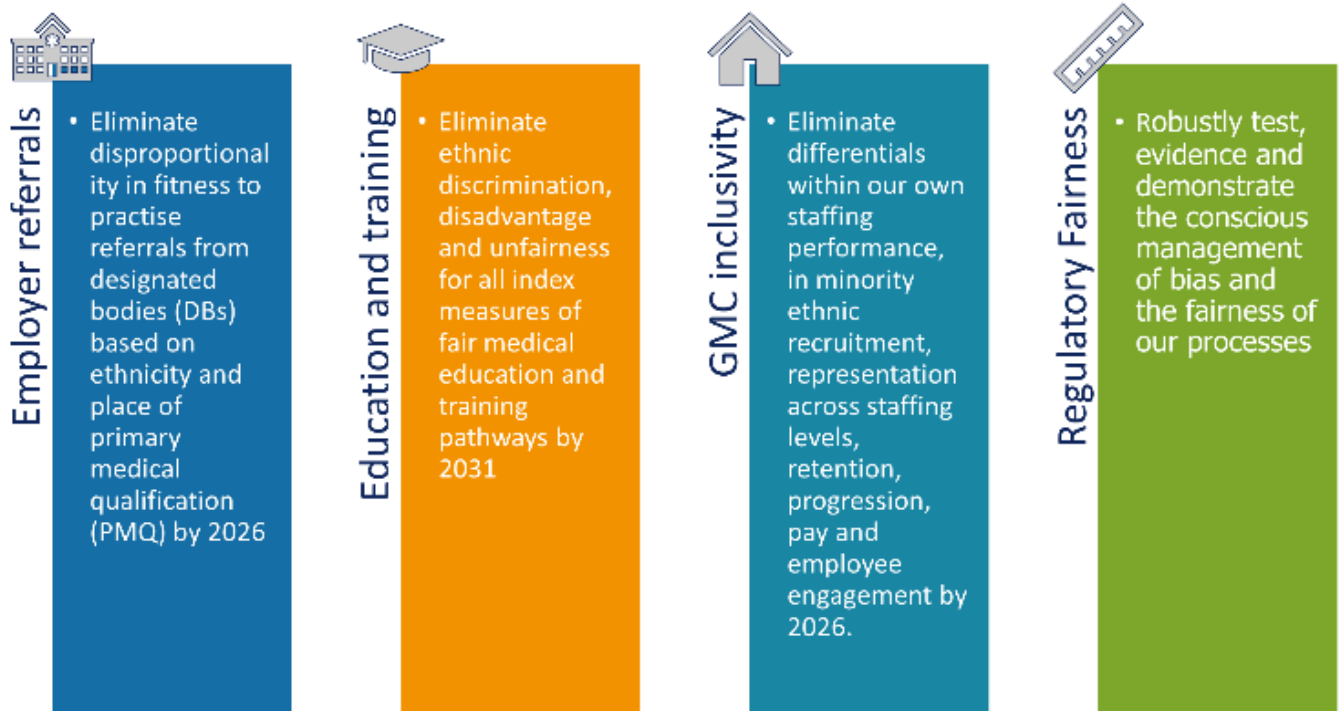 Employer referrals
• Eliminate
disproportional
ity in fitness to
practise
referrals from
designated
bodies (DBs)
based on
ethnicity and
place of
primary
medical
qualification
(PMQ) by 2026
Education and training
• Eliminate
ethnic
discrimination,
disadvantage
and unfairness
for all index
measures of
fair medical
education and
training
pathways by
2031
GMC inclusivity
• Eliminate
differentials
within our own
staffing
performance,
in minority
ethnic
recruitment,
representation
across staffing
levels,
retention,
progression,
pay and
employee
engagement by
2026.
Regulatory Fairness
• Robustly test,
evidence and
demonstrate
the conscious
management
of bias and
the fairness of
our processes